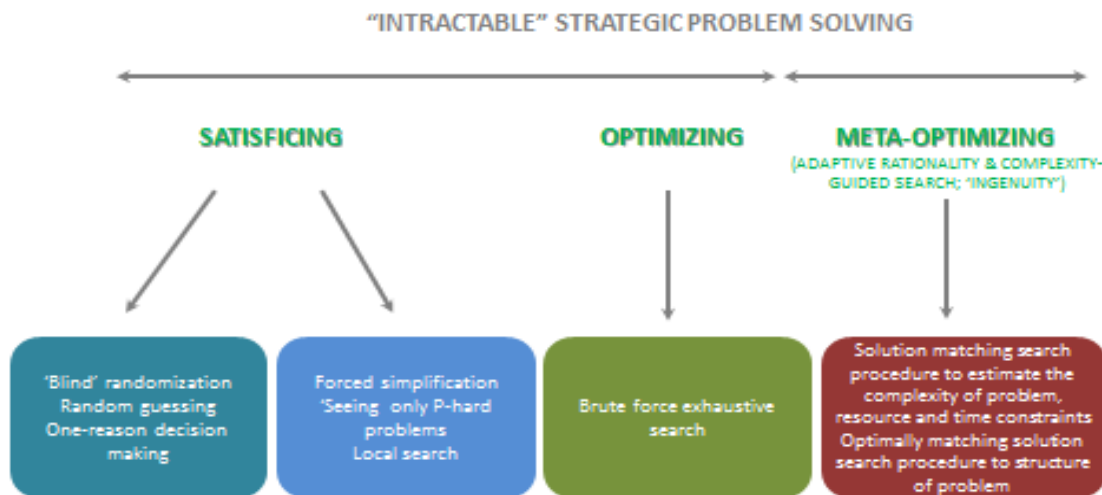 “INTRACTABLE” STRATEGIC PROBLEM SOLVING
SATISFICING
OPTIMIZING
META-OPTIMIZING
(ADAPTIVE RATIONALITY & COMPLEXITY-
GUIDED SEARCH; “INGENUITY”)
‘Blind’ randomization
Random guessing
One-reason decision
making
Forced simplification
‘Seeing only P-hard
problems
Local search
Brute force exhaustive
search
Solution matching search
procedure to estimate the
complexity of problem,
resource and time constraints
Optimally matching solution
search procedure to structure
of problem